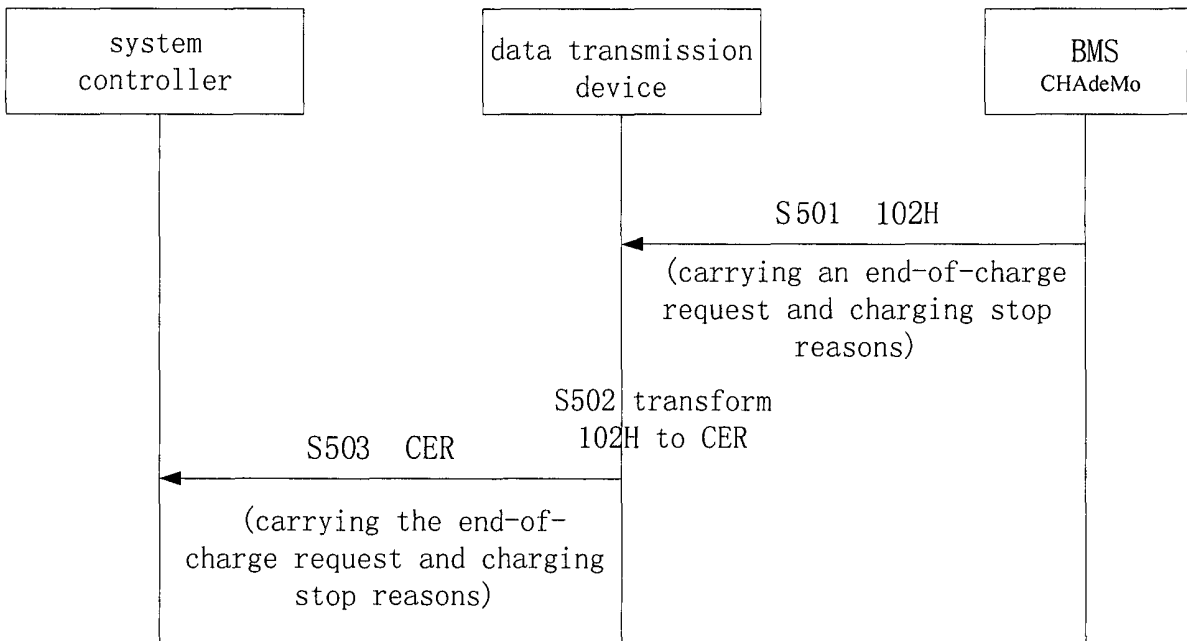 system
controller
data transmission
device
BMS
CHAdeMo
S501 102H
(carrying an end-of-charge
request and charging stop
reasons)
S502 transform
102H to CER
S503 CER
(carrying the end-of-
charge request and charging
stop reasons)